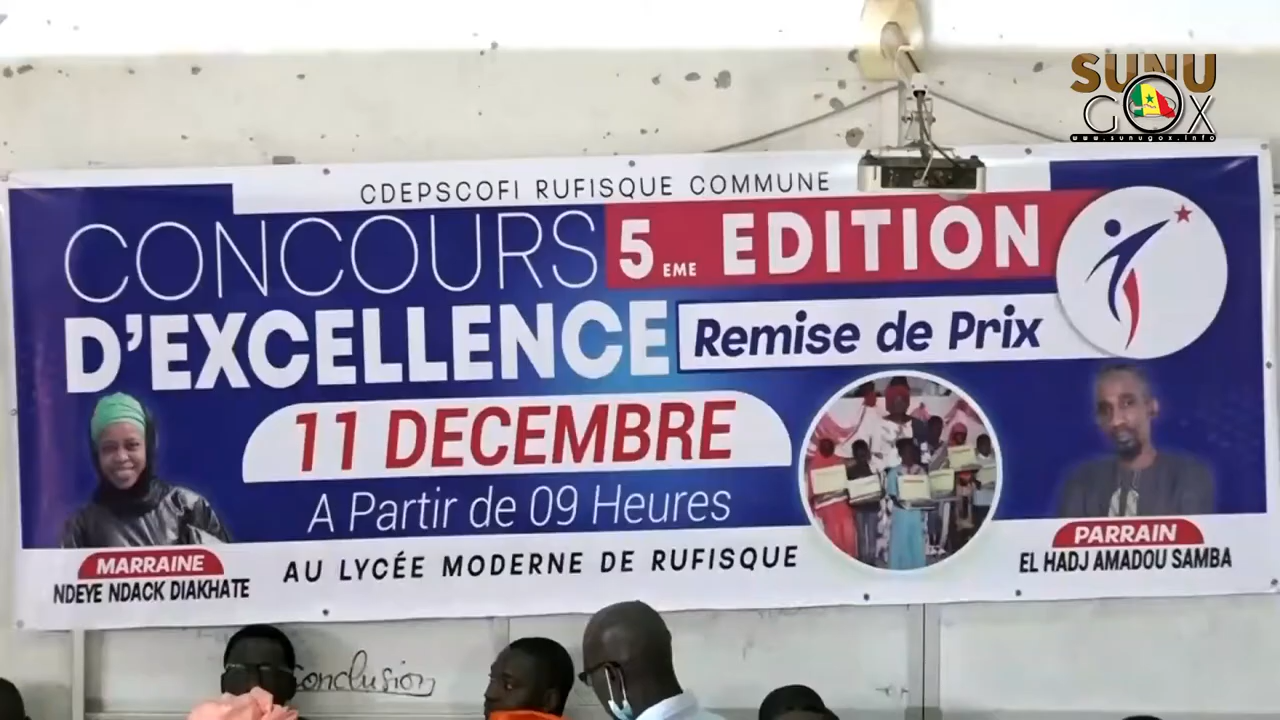 SUNU
GOX
www.sunugox.info
CDEPSCOFI RUFISQUE COMMUNE
CONCOURS 5EME EDITION
D'EXCELLENCE Remise de Prix
11 DECEMBRE
A Partir de 09 Heures
AU LYCÉE MODERNE DE RUFISQUE
MARRAINE
NDEYE NDACK DIAKHATE
PARRAIN
EL HADJ AMADOU SAMBA
Conclusion